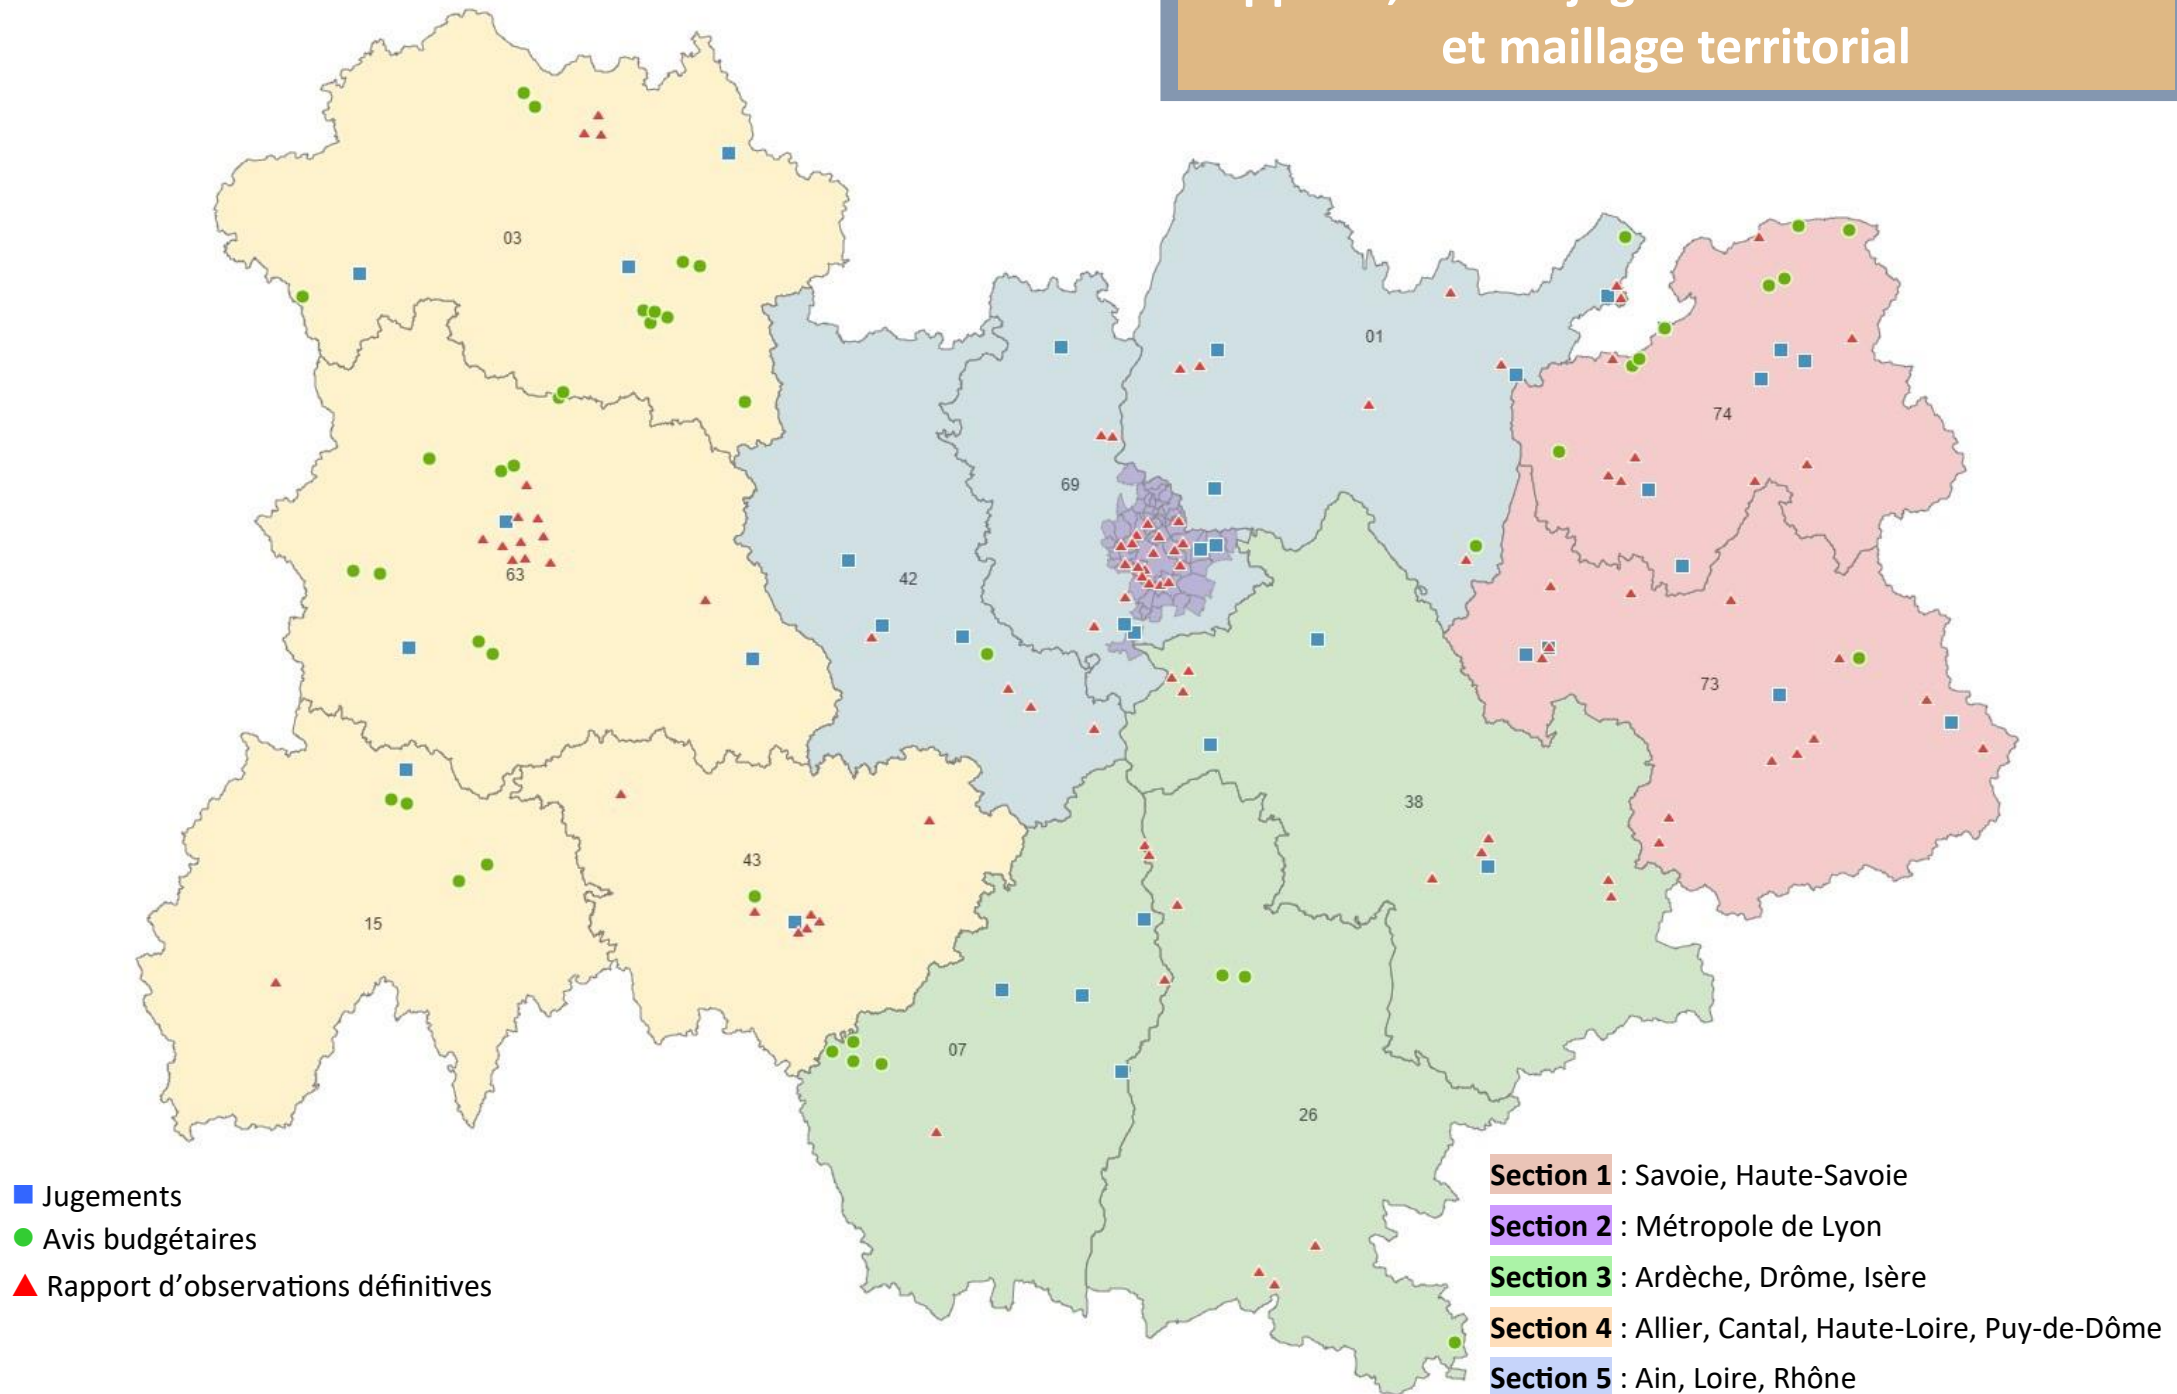 et maillage territorial
03
01
74
69
42
63
73
38
43
15
07
26
Jugements
Avis budgétaires
Rapport d’observations définitives
Section 1 : Savoie, Haute-Savoie
Section 2 : Métropole de Lyon
Section 3 : Ardèche, Drôme, Isère
Section 4 : Allier, Cantal, Haute-Loire, Puy-de-Dôme
Section 5 : Ain, Loire, Rhône